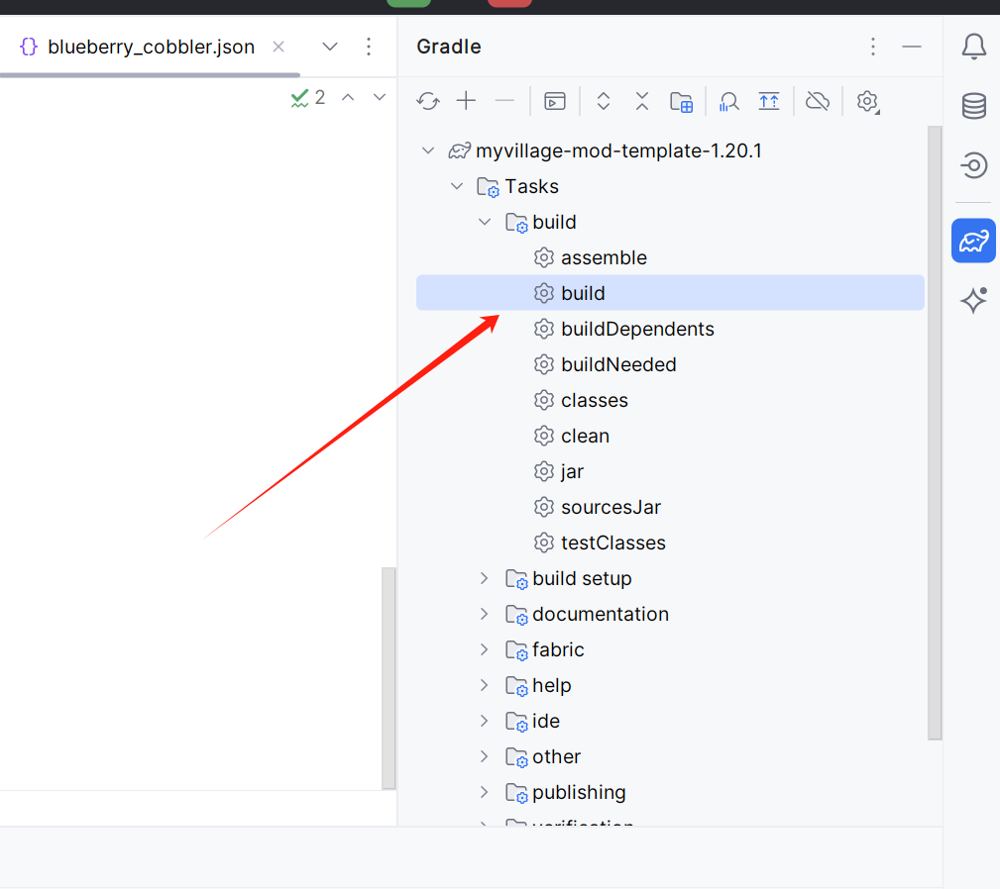 blueberry_cobbler.json
Gradle
2
myvillage-mod-template-1.20.1
Tasks
build
assemble
build
buildDependents
buildNeeded
classes
clean
jar
sourcesJar
testClasses
build setup
documentation
fabric
help
ide
other
publishing
verification